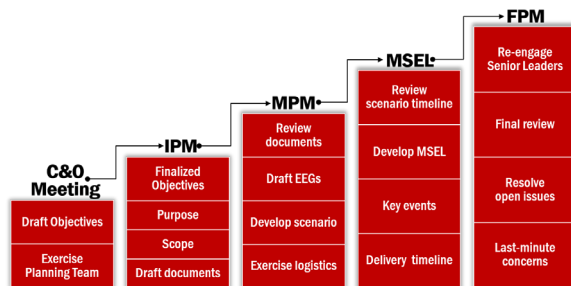 C&O
Meeting
Draft Objectives
Exercise
Planning Team
IPM
Finalized
Objectives
Purpose
Scope
Draft documents
MPM
Review
documents
Draft EEGs
Develop scenario
Exercise logistics
MSEL
Review
scenario timeline
Develop MSEL
Key events
Delivery timeline
FPM
Re-engage
Senior Leaders
Final review
Resolve
open issues
Last-minute
concerns